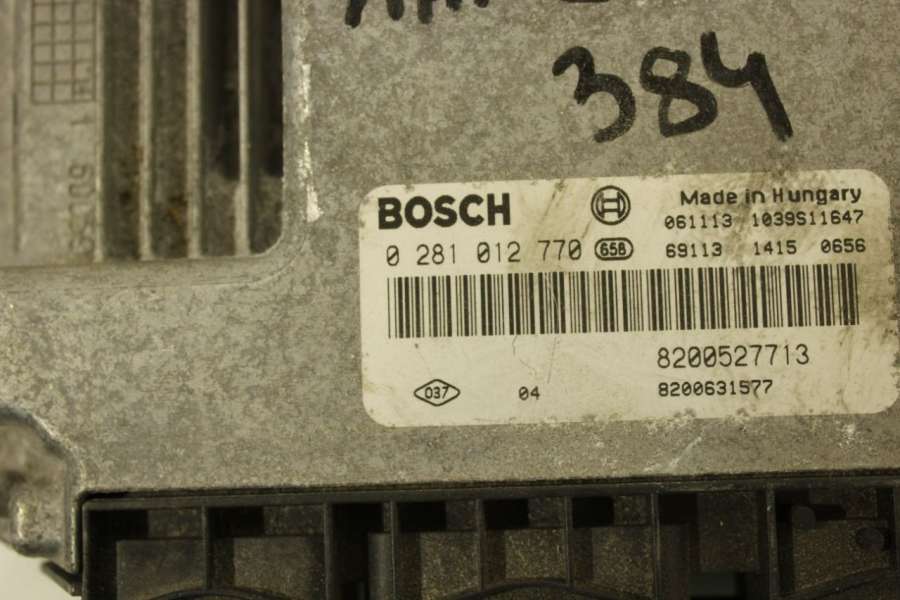 384
BOSCH
Made in Hungary
061113 1039S11647
0 281 012 770 658
69113 1415 0656
8200527713
037 04 8200631577